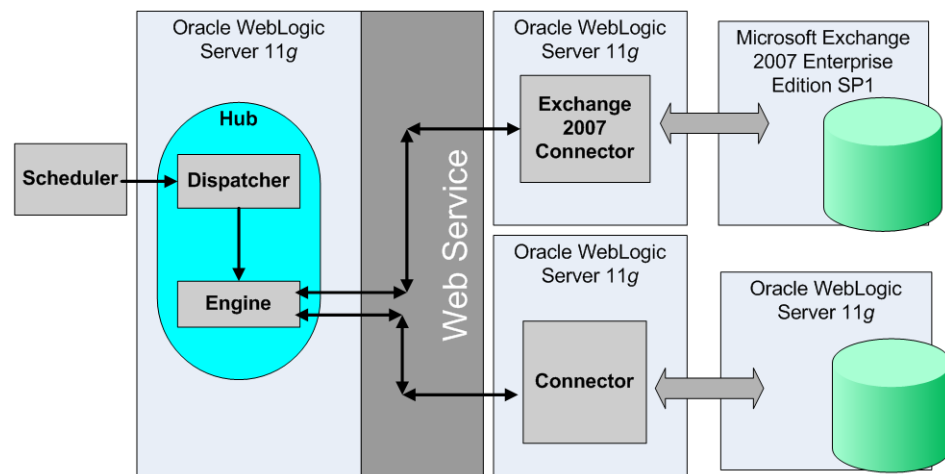 Oracle WebLogic
Server 11g
Hub
Scheduler
Dispatcher
Engine
Web Service
Oracle WebLogic
Server 11g
Exchange
2007
Connector
Microsoft Exchange
2007 Enterprise
Edition SP1
Oracle WebLogic
Server 11g
Connector
Oracle WebLogic
Server 11g